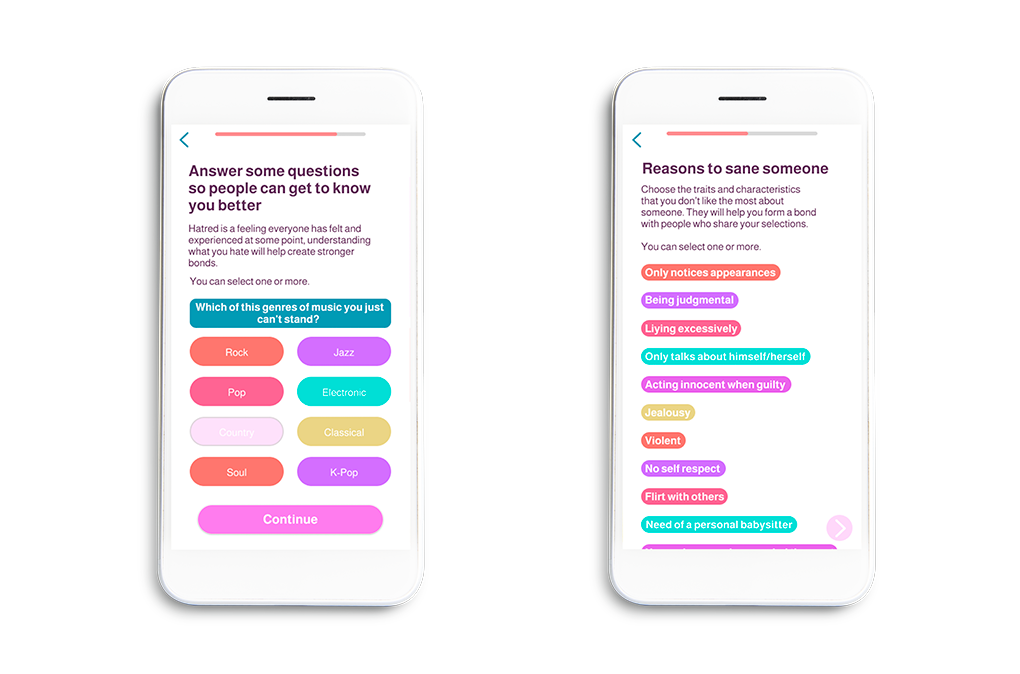 Answer some questions
so people can get to know
you better
Hatred is a feeling everyone has felt and
experienced at some point, understanding
what you hate will help create stronger
bonds.
You can select one or more.
Which of this genres of music you just
can't stand?
Rock
Jazz
Pop
Electronic
Country
Classical
Soul
K-Pop
Continue
Reasons to sane someone
Choose the traits and characteristics
that you don't like the most about
someone. They will help you form a bond
with people who share your selections.
You can select one or more.
Only notices appearances
Being judgmental
Liying excessively
Only talks about himself/herself
Acting innocent when guilty
Jealousy
Violent
No self respect
Flirt with others
Need of a personal babysitter